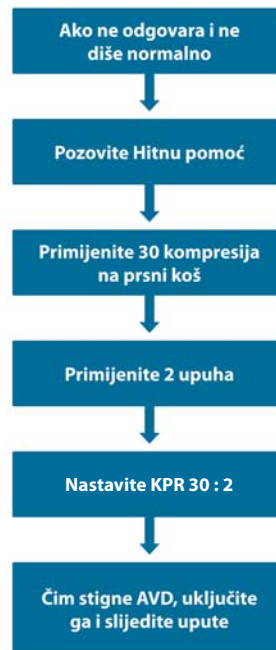 Ako ne odgovara i ne
diše normalno
Pozovite Hitnu pomoć
Primijenite 30 kompresija
na prsni koš
Primijenite 2 upuha
Nastavite KPR 30 : 2
Čim stigne AVD, uključite
ga i slijedite upute